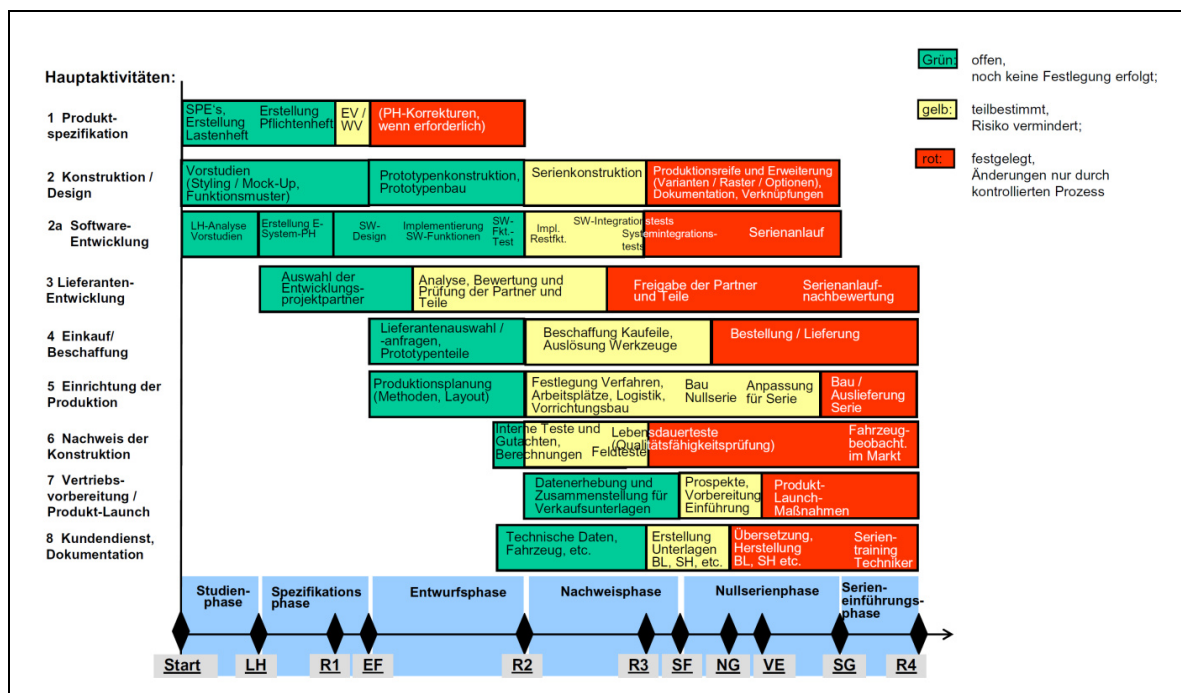 Hauptaktivitäten:
Grün: offen,
noch keine Festlegung erfolgt;
gelb: teilbestimmt,
Risiko vermindert;
rot: festgelegt,
Änderungen nur durch
kontrollierten Prozess
1 Produkt-
spezifikation
SPE's,
Erstellung
Lastenheft
Erstellung
Pflichtenheft
EV /
WV
(PH-Korrekturen,
wenn erforderlich)
2 Konstruktion /
Design
Vorstudien
(Styling / Mock-Up,
Funktionsmuster)
Prototypenkonstruktion,
Prototypenbau
Serienkonstruktion
Produktionsreife und Erweiterung
(Varianten / Raster / Optionen),
Dokumentation, Verknüpfungen
2a Software-
Entwicklung
LH-Analyse
Vorstudien
Erstellung E-
System-PH
SW-
Design
Implementierung
SW-Funktionen
SW-
Fkt.-
Test
Impl.
Restfkt.
SW-Integrationstests
Systemintegrations-
tests
Serienanlauf
3 Lieferanten-
Entwicklung
Auswahl der
Entwicklungs-
projektpartner
Analyse, Bewertung und
Prüfung der Partner und
Teile
Freigabe der Partner
und Teile
Serienanlauf-
nachbewertung
4 Einkauf/
Beschaffung
Lieferantenauswahl /
-anfragen,
Prototypenteile
Beschaffung Kaufeile,
Auslösung Werkzeuge
Bestellung / Lieferung
5 Einrichtung der
Produktion
Produktionsplanung
(Methoden, Layout)
Festlegung Verfahren,
Arbeitsplätze, Logistik,
Vorrichtungsbau
Bau
Nullserie
Anpassung
für Serie
Bau /
Auslieferung
Serie
6 Nachweis der
Konstruktion
Interne Teste und
Gutachten,
Berechnungen
Feldteste
Lebensdauerteste
(Qualitätsfähigkeitsprüfung)
Fahrzeug-
beobacht.
im Markt
7 Vertriebs-
vorbereitung /
Produkt-Launch
Datenerhebung und
Zusammenstellung für
Verkaufsunterlagen
Prospekte,
Vorbereitung
Einführung
Produkt-
Launch-
Maßnahmen
8 Kundendienst,
Dokumentation
Technische Daten,
Fahrzeug, etc.
Erstellung
Unterlagen
BL, SH, etc.
Übersetzung,
Herstellung
BL, SH etc.
Serien-
training
Techniker
Studien-
phase
Spezifikations
phase
Entwurfsphase
Nachweisphase
Nullserienphase
Serien-
einführungs-
phase
Start LH R1 EF R2 R3 SF NG VE SG R4